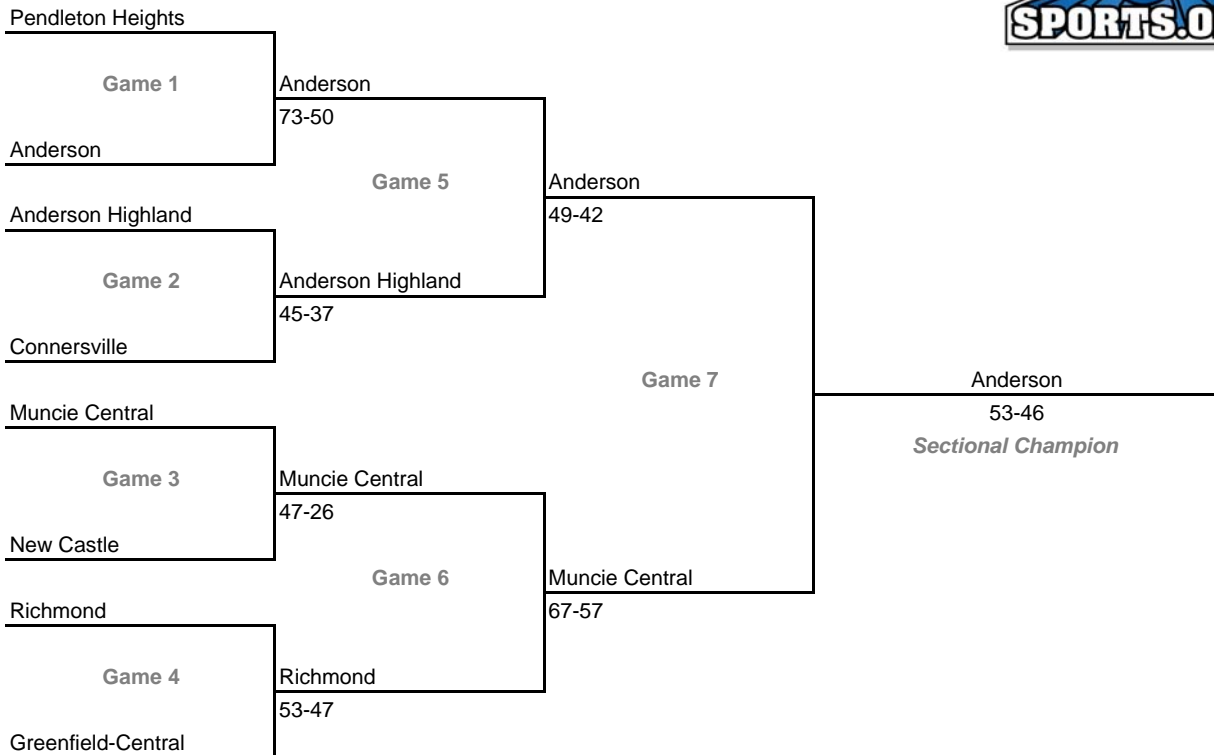 SPORTS.O
Pendleton Heights
Game 1
Anderson
73-50
Anderson
Game 5
Anderson
49-42
Anderson Highland
Game 2
Anderson Highland
45-37
Connersville
Game 7
Anderson
53-46
Sectional Champion
Muncie Central
Game 3
Muncie Central
47-26
New Castle
Game 6
Muncie Central
67-57
Richmond
Game 4
Richmond
53-47
Greenfield-Central